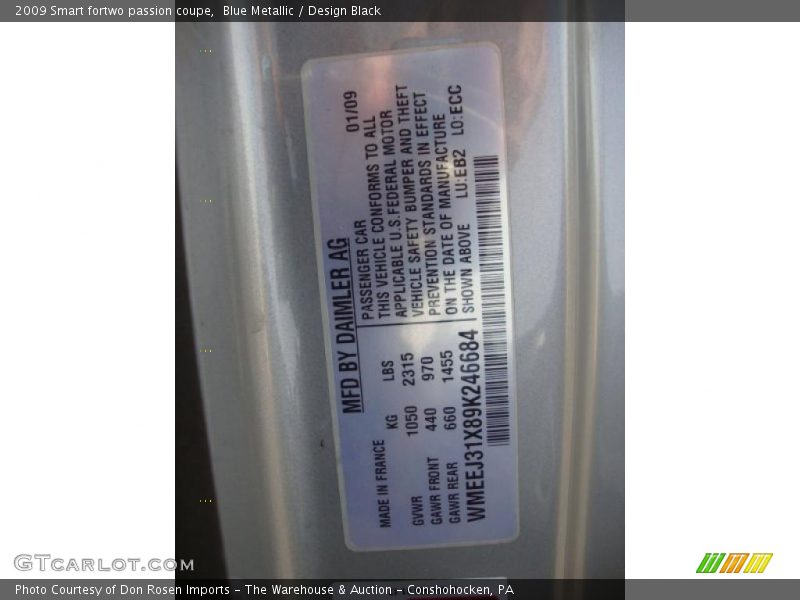 2009 Smart fortwo passion coupe,  Blue Metallic / Design Black
MFD BY DAIMLER AG 01/09
PASSENGER CAR
THIS VEHICLE CONFORMS TO ALL
APPLICABLE U.S.FEDERAL MOTOR
VEHICLE SAFETY BUMPER AND THEFT
PREVENTION STANDARDS IN EFFECT
ON THE DATE OF MANUFACTURE
SHOWN ABOVE LU:EB2 LO:ECC
MADE IN FRANCE
KG LBS
GVWR 1050 2315
GAWR FRONT 440 970
GAWR REAR 660 1455
WMEEJ31X89K246684
GTCARLOT.COM
Photo Courtesy of Don Rosen Imports - The Warehouse & Auction - Conshohocken, PA